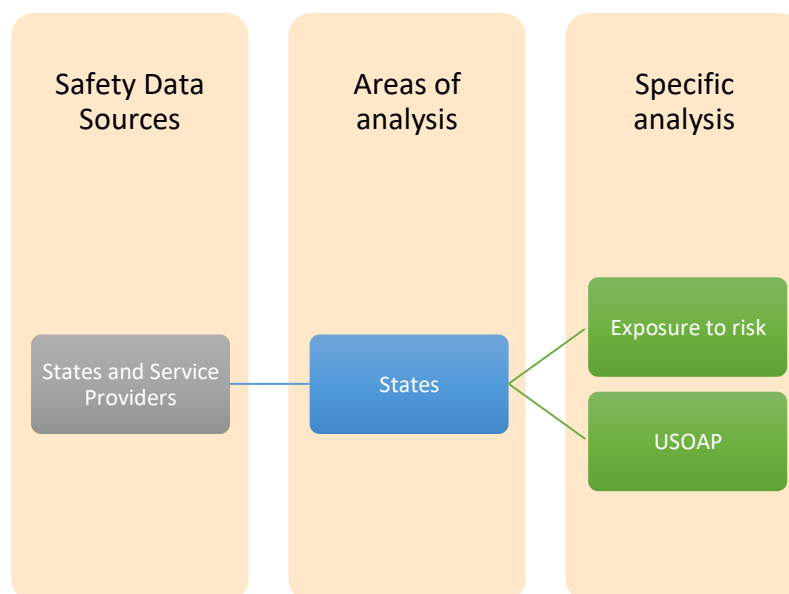 Safety Data
Sources
Areas of
analysis
Specific
analysis
States and Service
Providers
States
Exposure to risk
USOAP